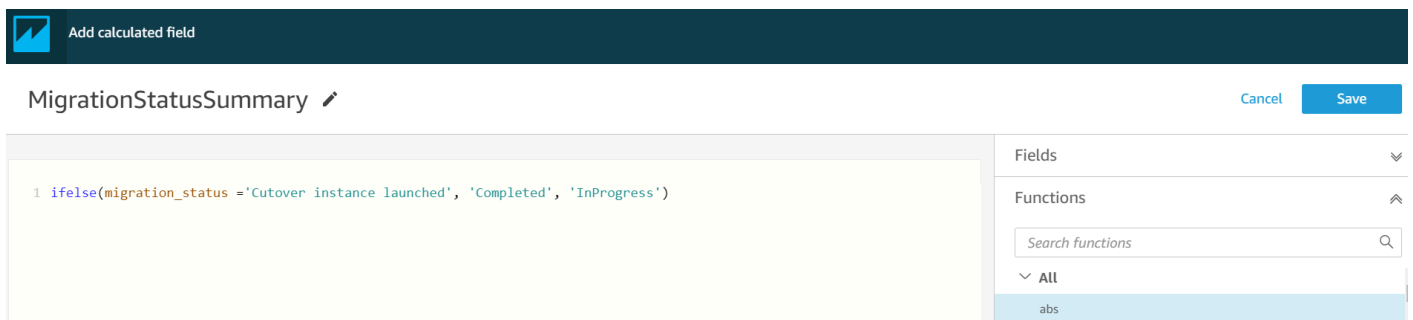 Add calculated field
MigrationStatusSummary
Cancel
Save
1 ifelse(migration_status ='Cutover instance launched', 'Completed', 'InProgress')
Fields
Functions
Search functions
All
abs